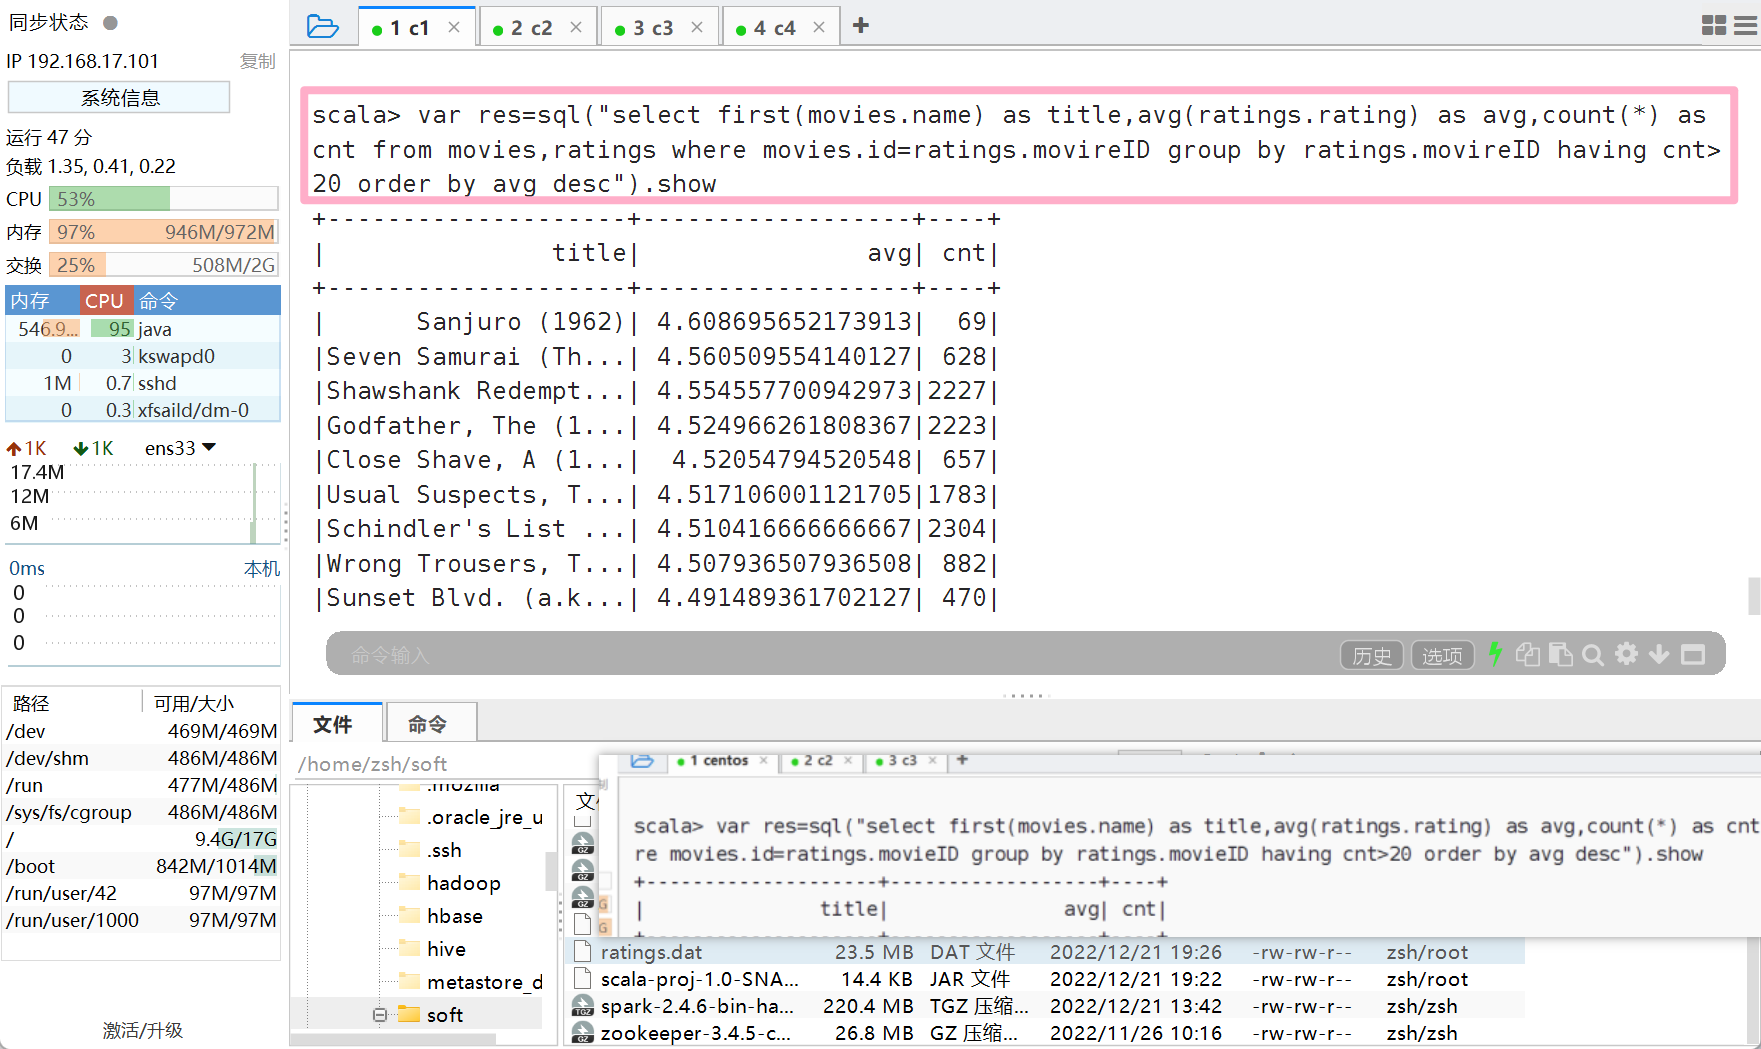 同步状态
IP 192.168.17.101 复制
系统信息
运行 47 分
负载 1.35, 0.41, 0.22
CPU 53%
内存 97% 946M/972M
交换 25% 508M/2G
内存 CPU 命令
546.9... 95 java
0 3 kswapd0
1M 0.7 sshd
0 0.3 xfsaild/dm-0
1K 1K ens33
17.4M
12M
6M
0ms 本机
0
0
0
路径 可用/大小
/dev 469M/469M
/dev/shm 486M/486M
/run 477M/486M
/sys/fs/cgroup 486M/486M
/ 9.4G/17G
/boot 842M/1014M
/run/user/42 97M/97M
/run/user/1000 97M/97M
激活/升级
1 c1 × 2 c2 × 3 c3 × 4 c4 × +
scala> var res=sql("select first(movies.name) as title,avg(ratings.rating) as avg,count(*) as
cnt from movies,ratings where movies.id=ratings.movireID group by ratings.movireID having cnt>
20 order by avg desc").show
+--------------------+------------------+----+
|               title|               avg| cnt|
+--------------------+------------------+----+
|      Sanjuro (1962)| 4.608695652173913|  69|
|Seven Samurai (Th...| 4.560509554140127| 628|
|Shawshank Redempt...| 4.554557700942973|2227|
|Godfather, The (1...| 4.524966261808367|2223|
|Close Shave, A (1...|  4.52054794520548| 657|
|Usual Suspects, T...| 4.517106001121705|1783|
|Schindler's List ...| 4.510416666666667|2304|
|Wrong Trousers, T...| 4.507936507936508| 882|
|Sunset Blvd. (a.k...| 4.491489361702127| 470|
命令输入 历史 选项
文件 命令
/home/zsh/soft
.mozilla
.oracle_jre_u
.ssh
hadoop
hbase
hive
metastore_d
soft
1 centos × 2 c2 × 3 c3 × +
scala> var res=sql("select first(movies.name) as title,avg(ratings.rating) as avg,count(*) as cnt
re movies.id=ratings.movieID group by ratings.movieID having cnt>20 order by avg desc").show
+--------------------+------------------+----+
|               title|               avg| cnt|
ratings.dat 23.5 MB DAT 文件 2022/12/21 19:26 -rw-rw-r-- zsh/root
scala-proj-1.0-SNA... 14.4 KB JAR 文件 2022/12/21 19:22 -rw-rw-r-- zsh/root
spark-2.4.6-bin-ha... 220.4 MB TGZ 压缩... 2022/12/21 13:42 -rw-rw-r-- zsh/zsh
zookeeper-3.4.5-c... 26.8 MB GZ 压缩... 2022/11/26 10:16 -rw-rw-r-- zsh/zsh